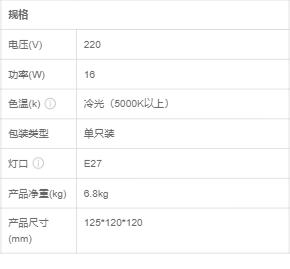 规格
电压(V) 220
功率(W) 16
色温(k) 冷光（5000K以上）
包装类型 单只装
灯口 E27
产品净重(kg) 6.8kg
产品尺寸 125*120*120
(mm)